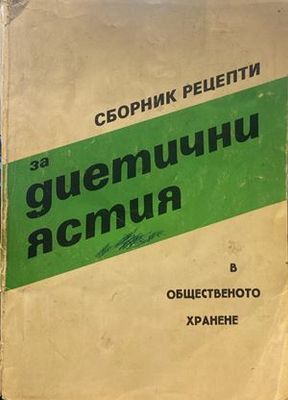 СБОРНИК РЕЦЕПТИ
за
диетични
ястия
В
ОБЩЕСТВЕНОТО
ХРАНЕНЕ